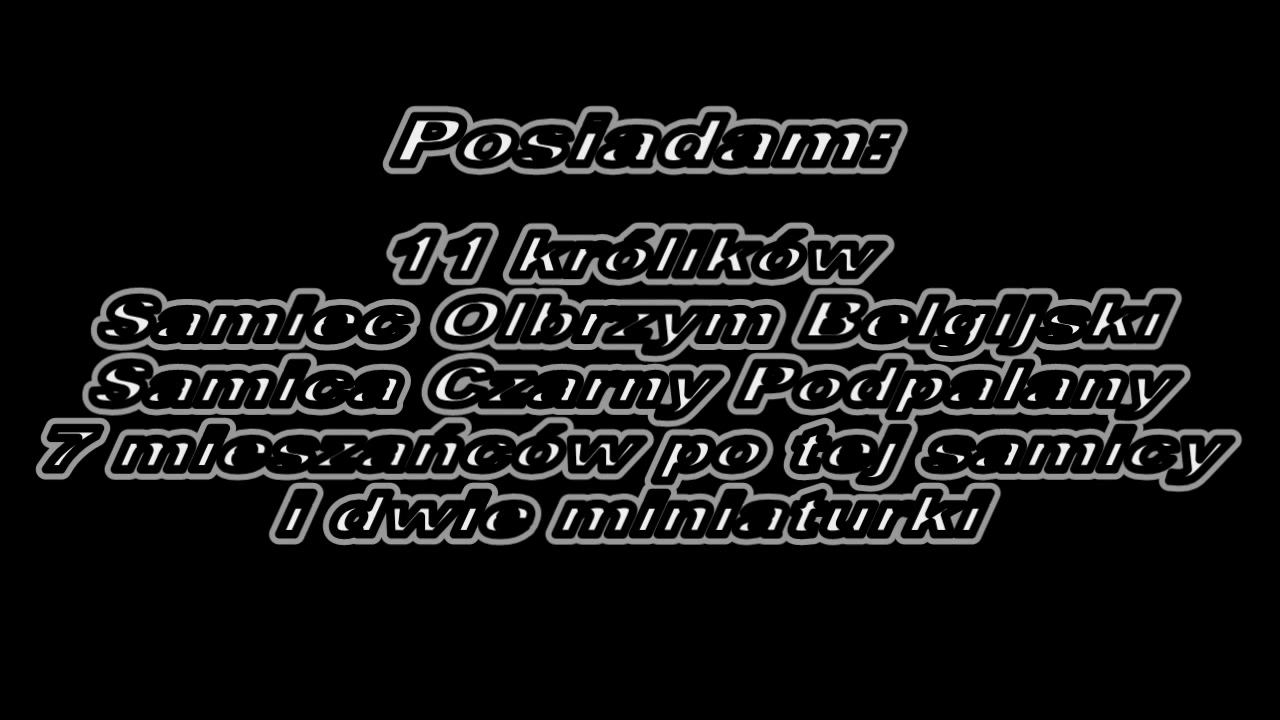 Posiadam:
11 królików
Samiec Olbrzym Belgijski
Samica Czarny Podpalany
7 mieszańców po tej samicy
i dwie miniaturki